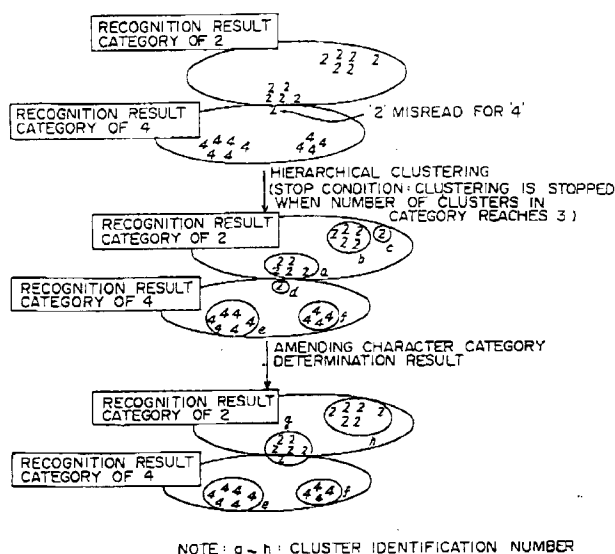 RECOGNITION RESULT
CATEGORY OF 2
2 2 2 2
2 2
2 2
2 2 2
2
'2' MISREAD FOR '4'
RECOGNITION RESULT
CATEGORY OF 4
4 4 4 4
4 4
4 4 4
4
HIERARCHICAL CLUSTERING
(STOP CONDITION: CLUSTERING IS STOPPED
WHEN NUMBER OF CLUSTERS IN
CATEGORY REACHES 3)
RECOGNITION RESULT
CATEGORY OF 2
2 2 2 2
2 2 c
b
2 2
2 2 2 a
2 d
RECOGNITION RESULT
CATEGORY OF 4
4 4 4 4
4 4 e
4 4 4 f
4
AMENDING CHARACTER CATEGORY
DETERMINATION RESULT
RECOGNITION RESULT
CATEGORY OF 2
2 2 2 2
2 2
h
g
2 2
2 2 2
2
RECOGNITION RESULT
CATEGORY OF 4
4 4 4 4
4 4 e
4 4 4 f
4
NOTE: a ~ h: CLUSTER IDENTIFICATION NUMBER